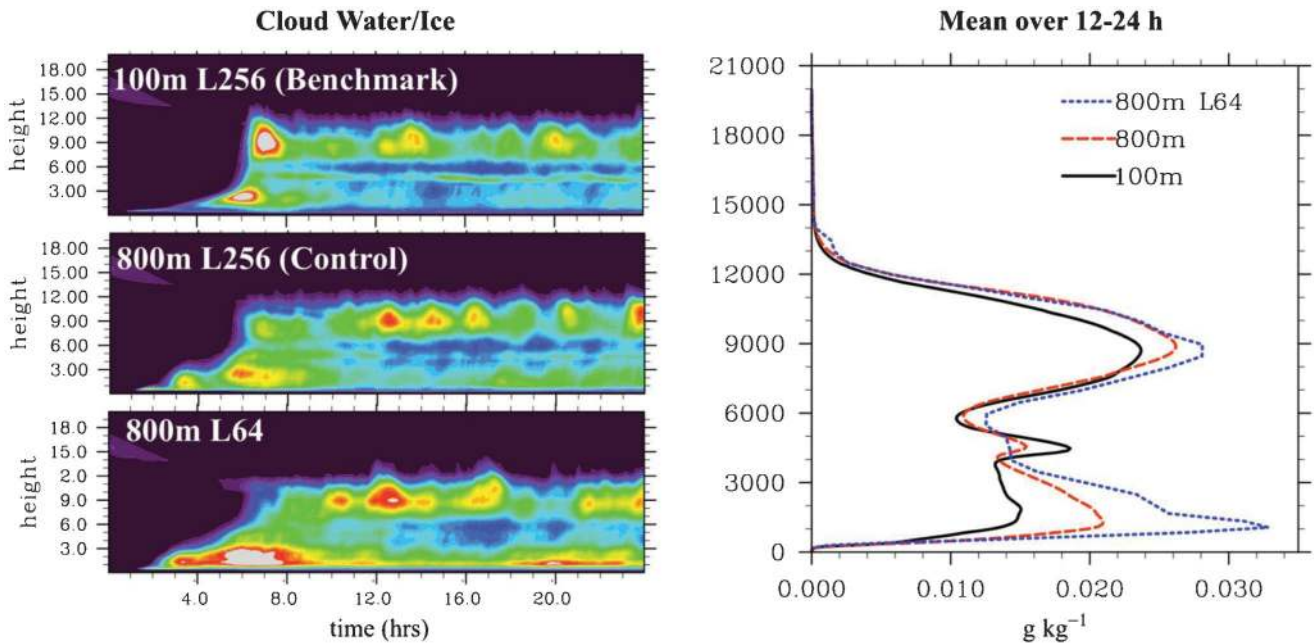 Cloud Water/Ice
100m L256 (Benchmark)
18.00
15.00
12.00
9.00
6.00
3.00
height
800m L256 (Control)
18.00
15.00
12.00
9.00
6.00
3.00
height
800m L64
18.0
15.0
2.0
9.0
6.0
3.0
height
4.0 8.0 12.0 16.0 20.0
time (hrs)
Mean over 12-24 h
21000
18000
15000
12000
9000
6000
3000
0
800m L64
800m
100m
0.000 0.010 0.020 0.030
g kg⁻¹